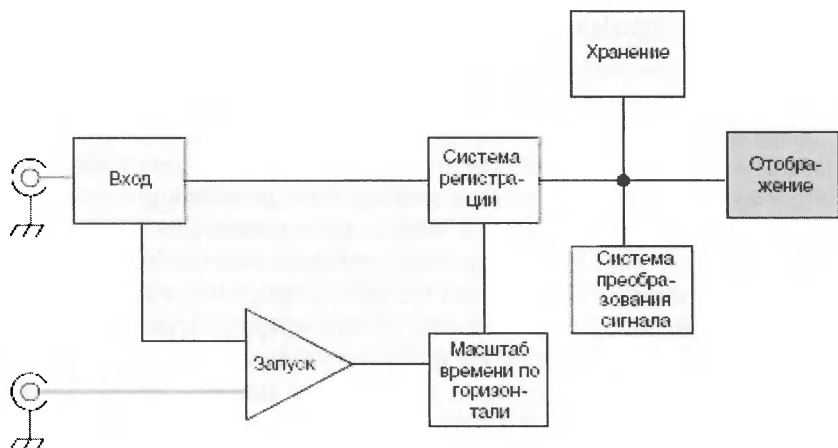 Хранение
Вход
Система
регистра-
ции
Отобра-
жение
Система
преобра-
зования
сигнала
Запуск
Масштаб
времени по
горизон-
тали